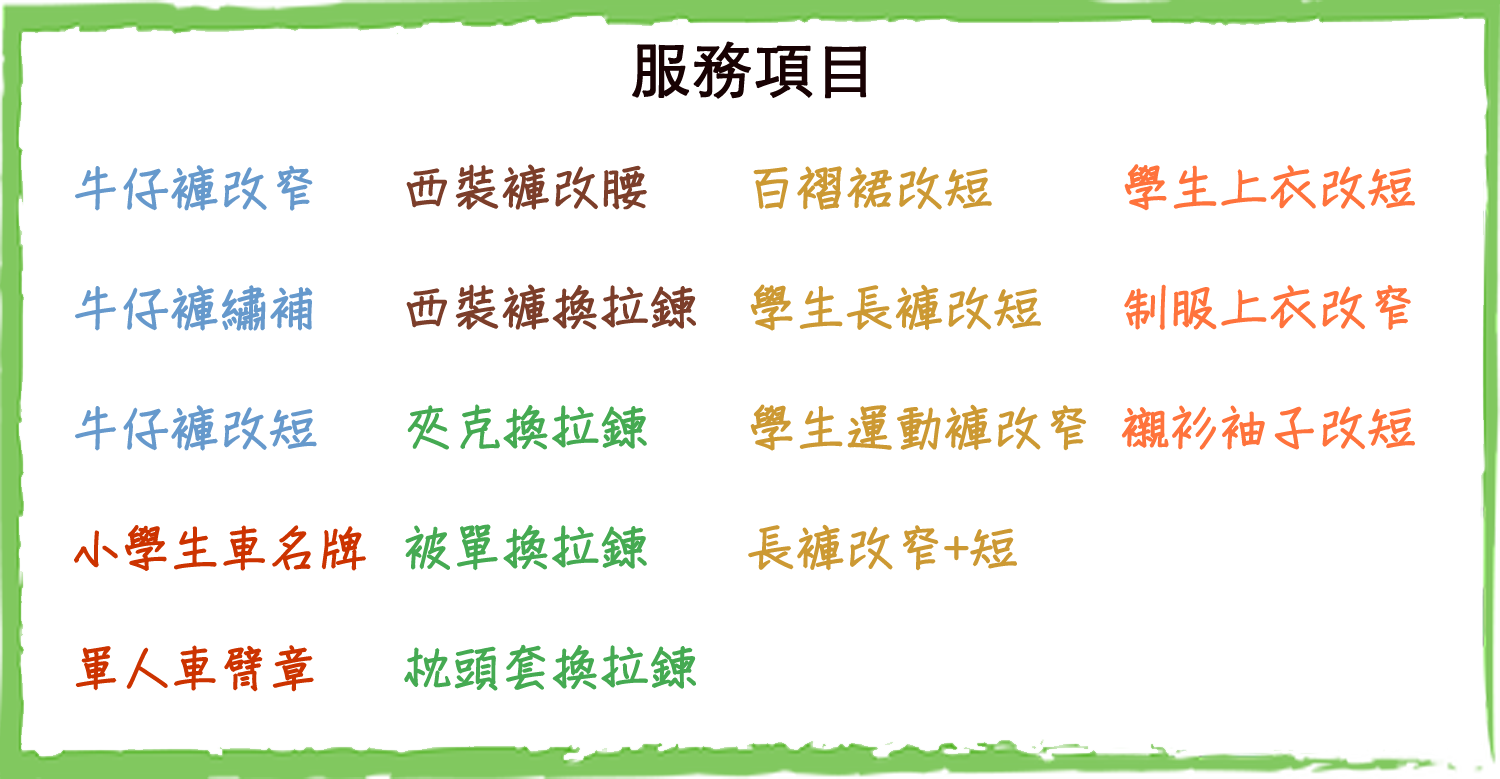 服務項目
牛仔褲改窄 西裝褲改腰 百褶裙改短 學生上衣改短
牛仔褲繡補 西裝褲換拉鍊 學生長褲改短 制服上衣改窄
牛仔褲改短 夾克換拉鍊 學生運動褲改窄 襯衫袖子改短
小學生車名牌 被單換拉鍊 長褲改窄+短
單人車臂章 枕頭套換拉鍊